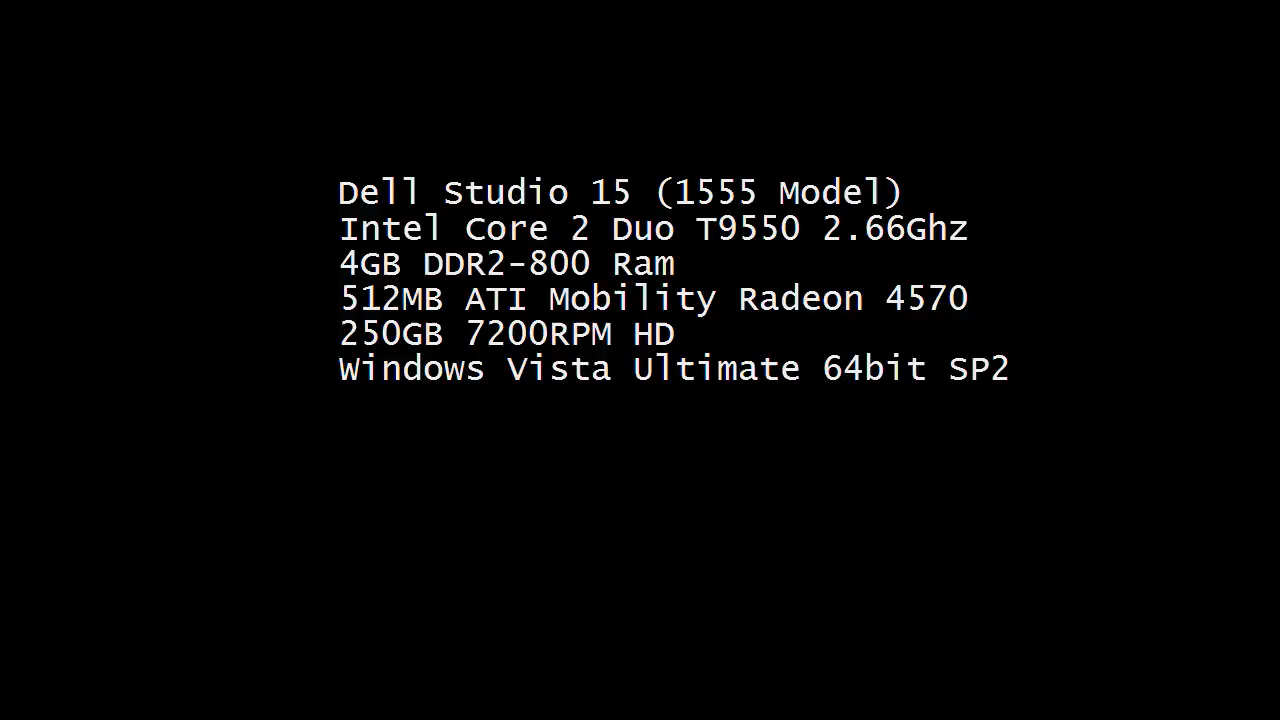 Dell Studio 15 (1555 Model)
Intel Core 2 Duo T9550 2.66Ghz
4GB DDR2-800 Ram
512MB ATI Mobility Radeon 4570
250GB 7200RPM HD
Windows Vista Ultimate 64bit SP2